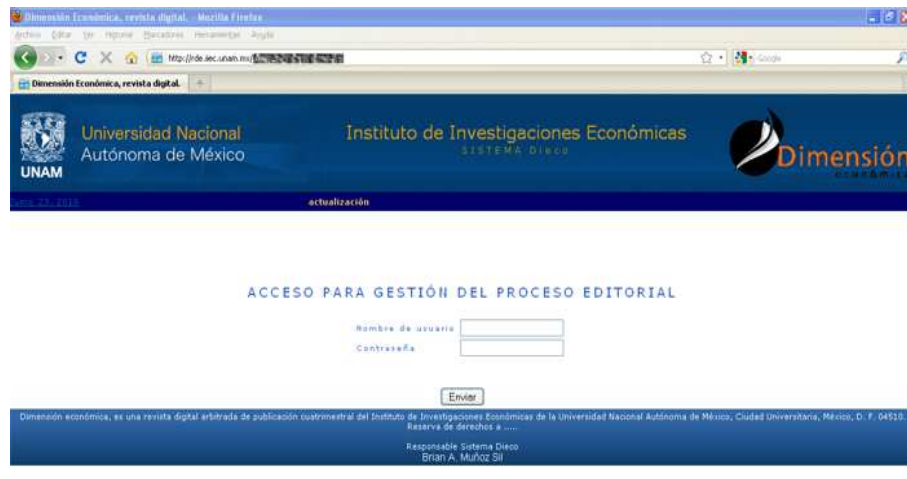 Dimensión Económica, revista digital. - Mozilla Firefox
Archivo Editar Ver Historial Marcadores Herramientas Ayuda
http://rde.iiec.unam.mx/
Google
Dimensión Económica, revista digital.
Universidad Nacional
Autónoma de México
UNAM
Instituto de Investigaciones Económicas
SISTEMA Dieco
Dimensión
económica
2010
actualización
ACCESO PARA GESTIÓN DEL PROCESO EDITORIAL
Nombre de usuario
Contraseña
Enviar
Dimensión económica, es una revista digital arbitrada de publicación cuatrimestral del Instituto de Investigaciones Económicas de la Universidad Nacional Autónoma de México, Ciudad Universitaria, México, D. F. 04510.
Reserva de derechos a .....
Responsable Sistema Dieco
Brian A. Muñoz Sil